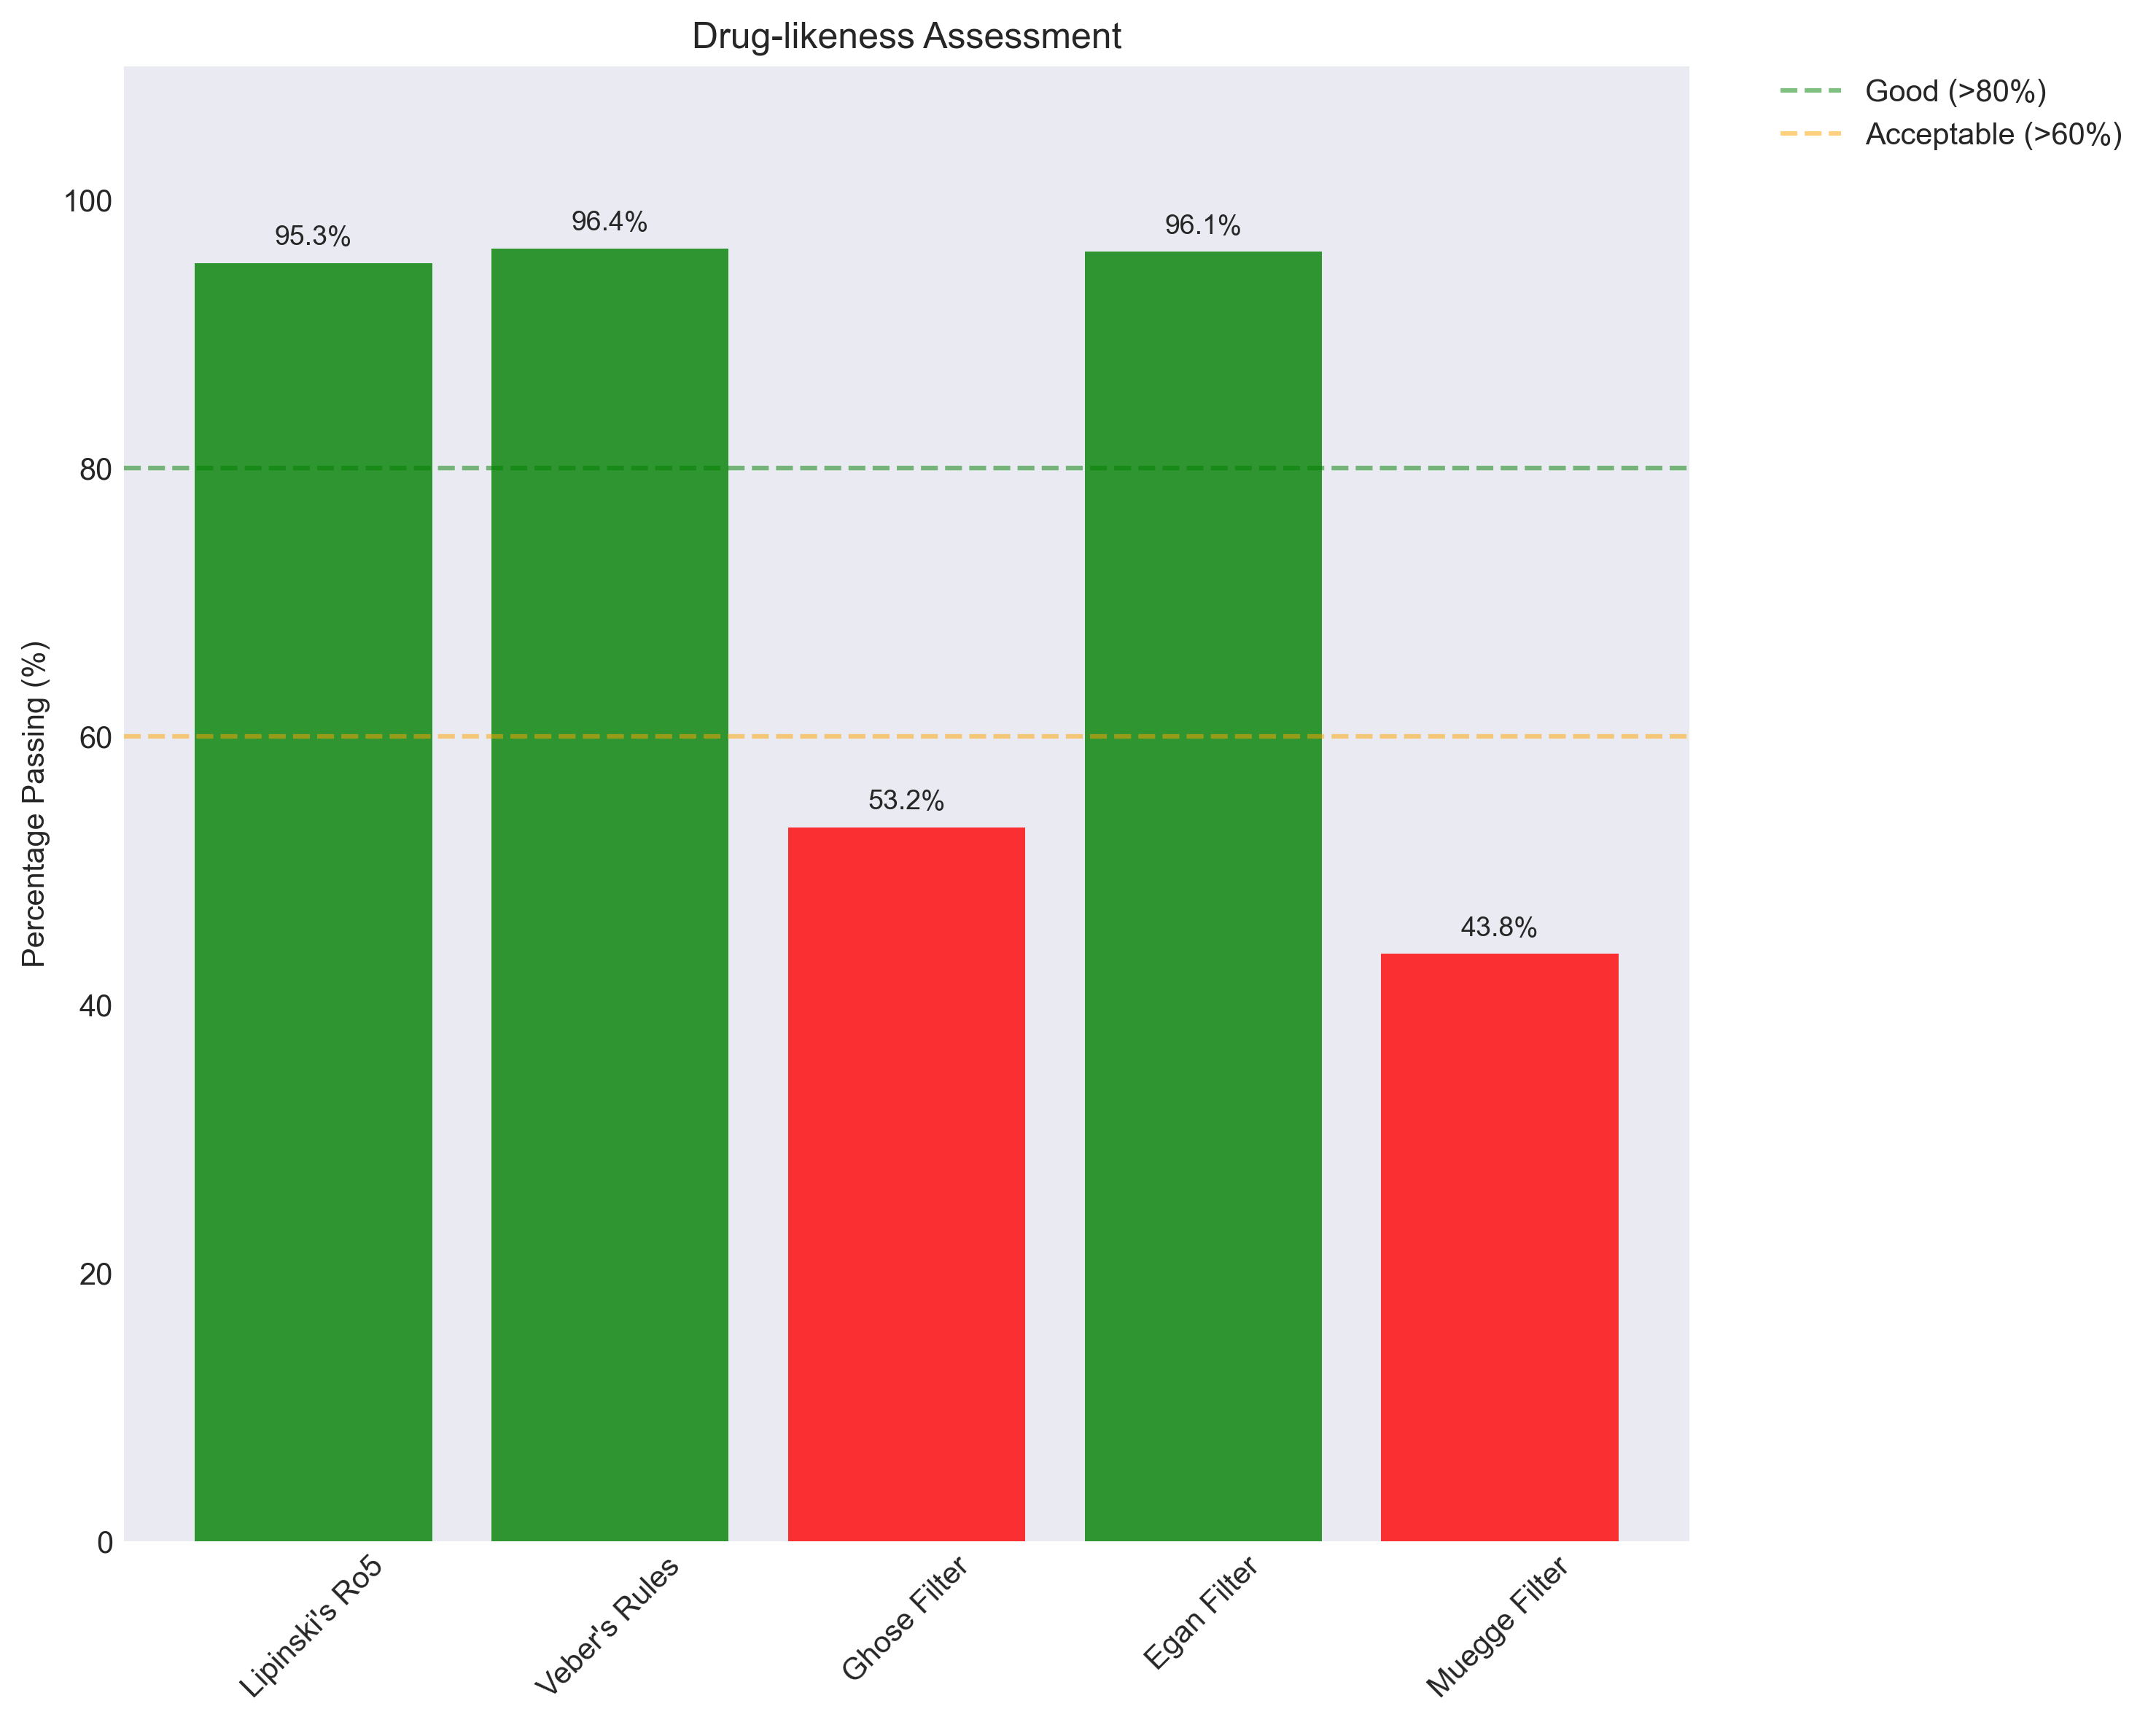 Drug-likeness Assessment
Good (>80%)
Acceptable (>60%)
Percentage Passing (%)
100
80
60
40
20
0
95.3%
96.4%
53.2%
96.1%
43.8%
Lipinski's Ro5
Veber's Rules
Ghose Filter
Egan Filter
Muegge Filter